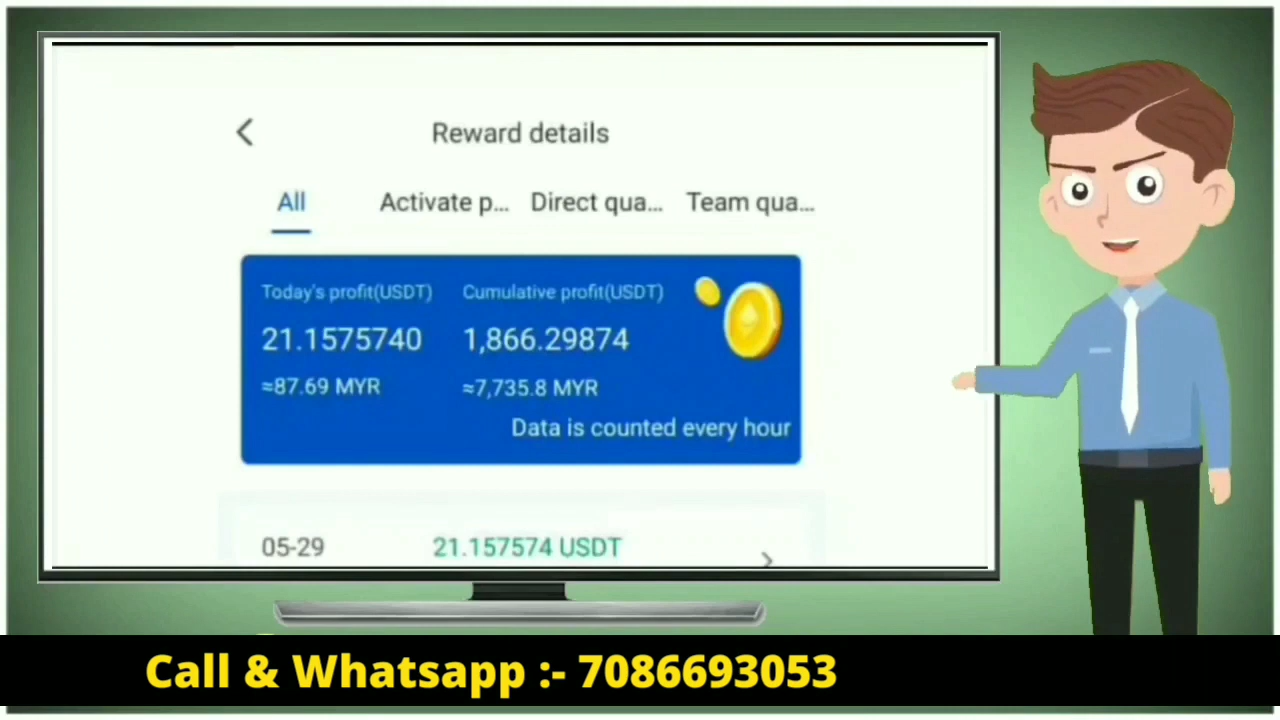 Reward details
All Activate p... Direct qua... Team qua...
Today's profit(USDT) Cumulative profit(USDT)
21.1575740 1,866.29874
≈87.69 MYR ≈7,735.8 MYR
Data is counted every hour
05-29 21.157574 USDT
Call & Whatsapp :- 7086693053